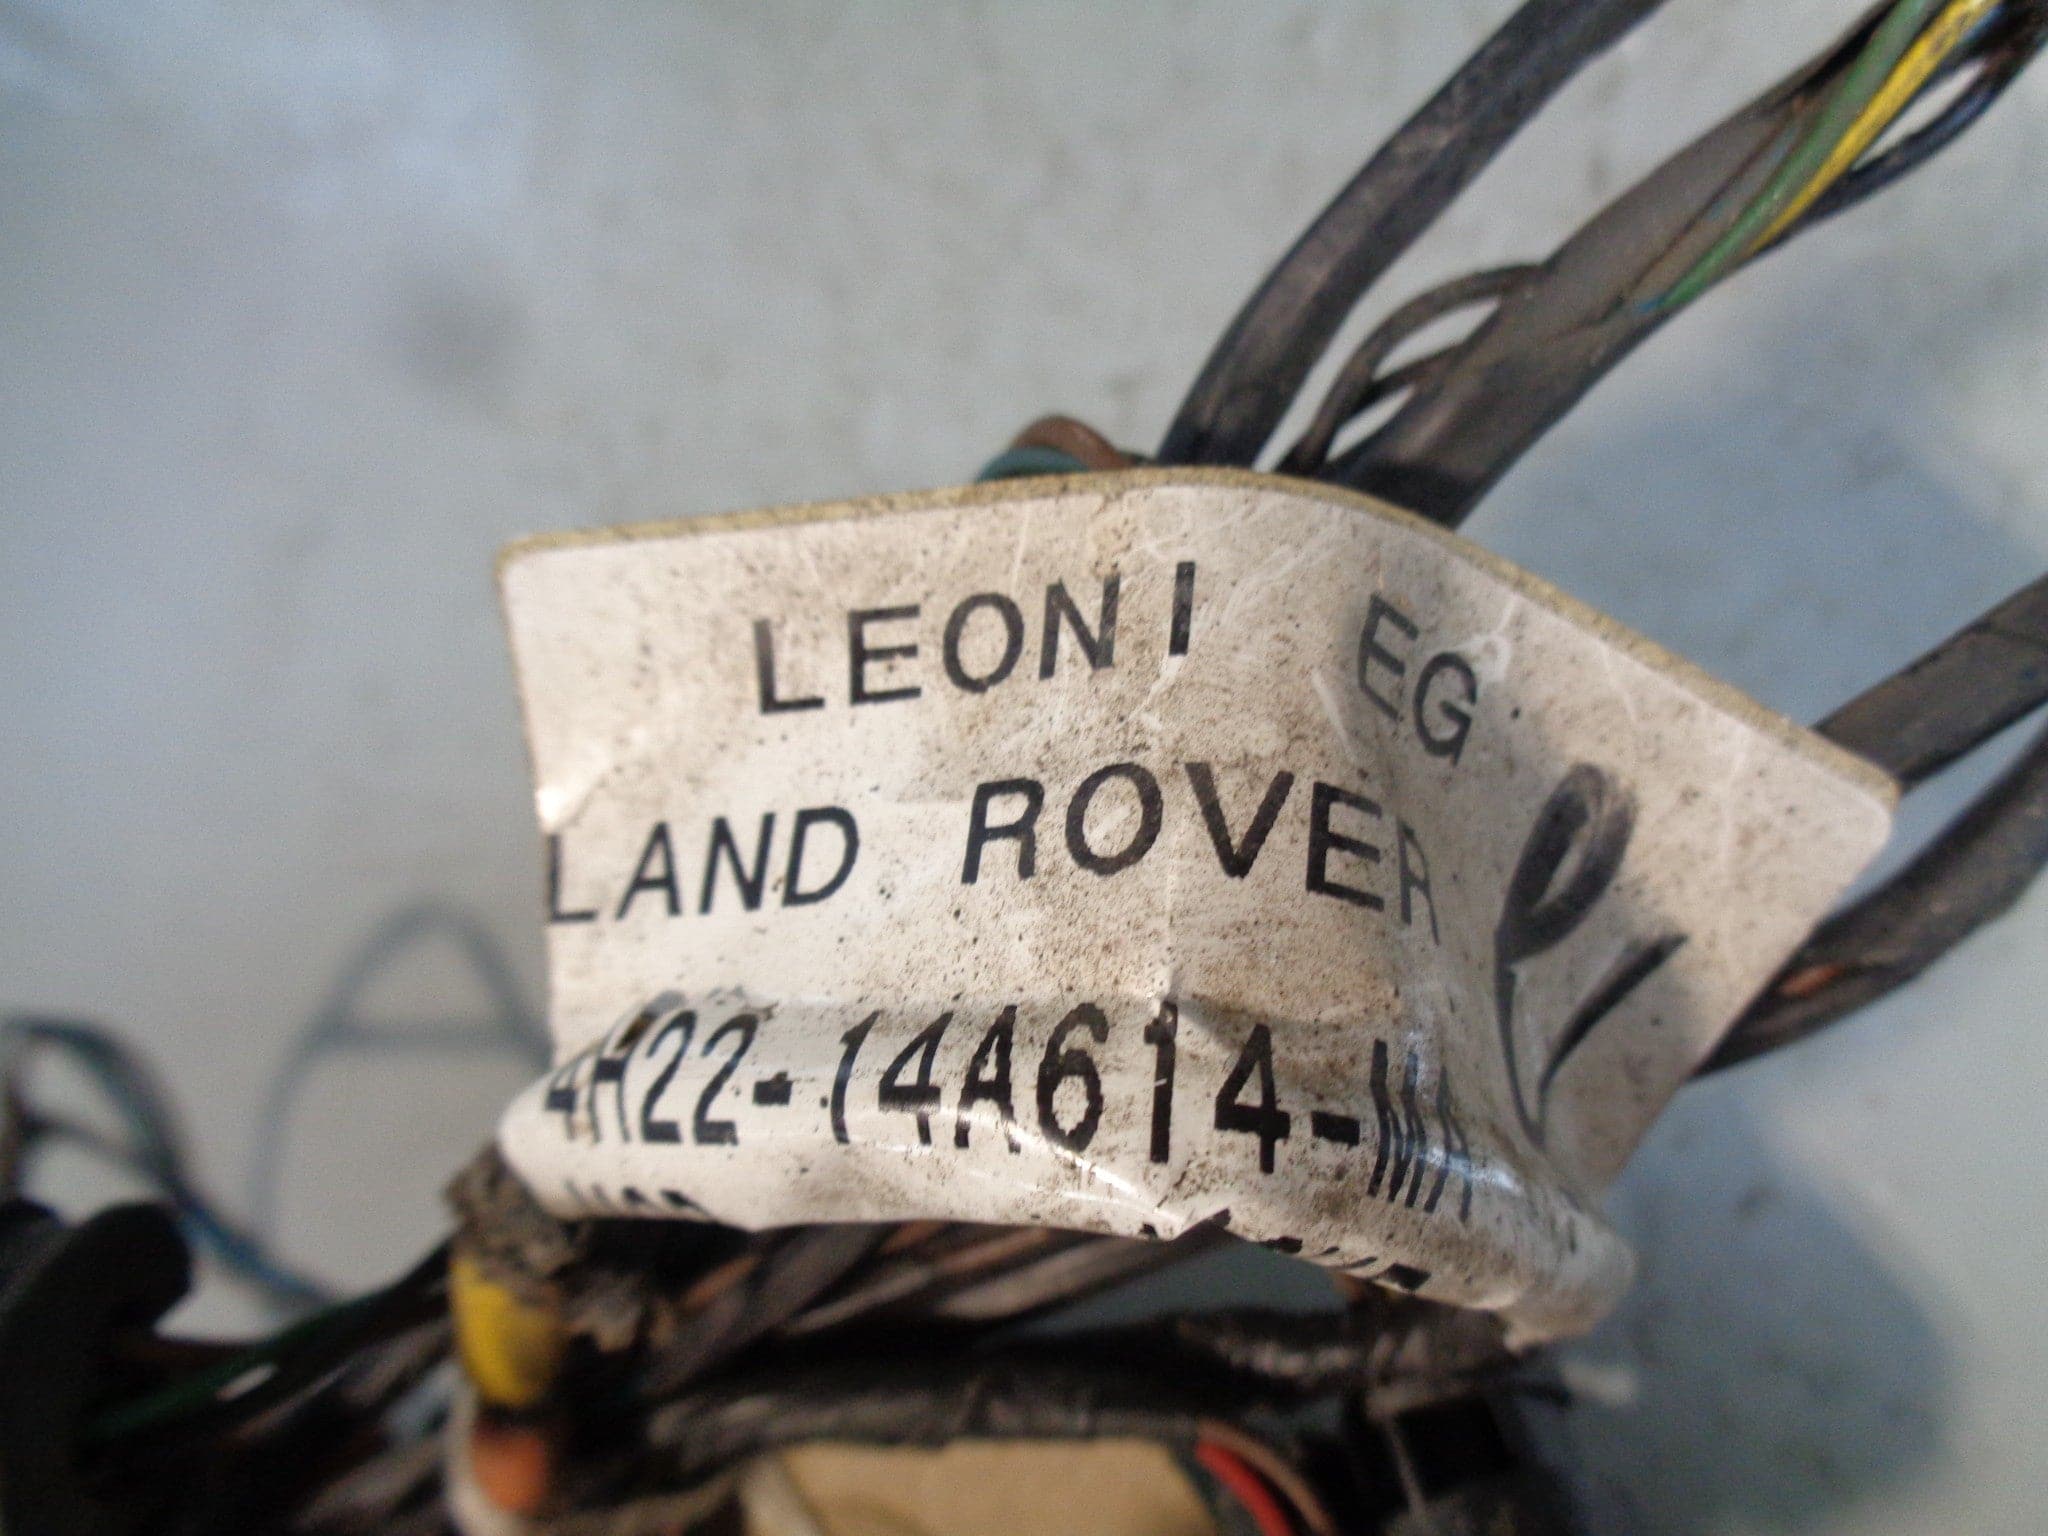 LEONI EG
LAND ROVER
4H22-14A614-MA